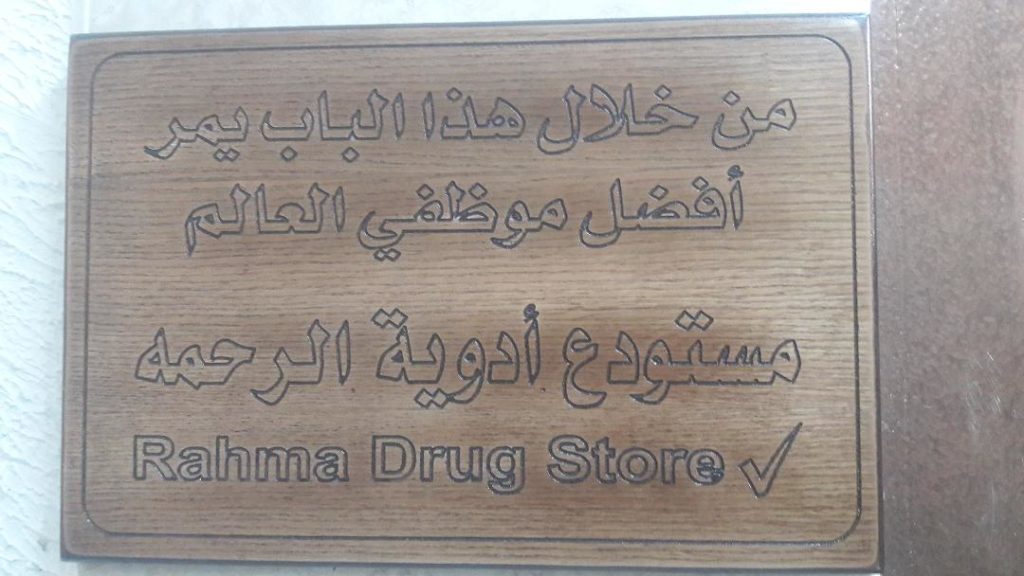 من خلال هذا الباب يمر
أفضل موظفي العالم
مستودع أدوية الرحمه
Rahma Drug Store